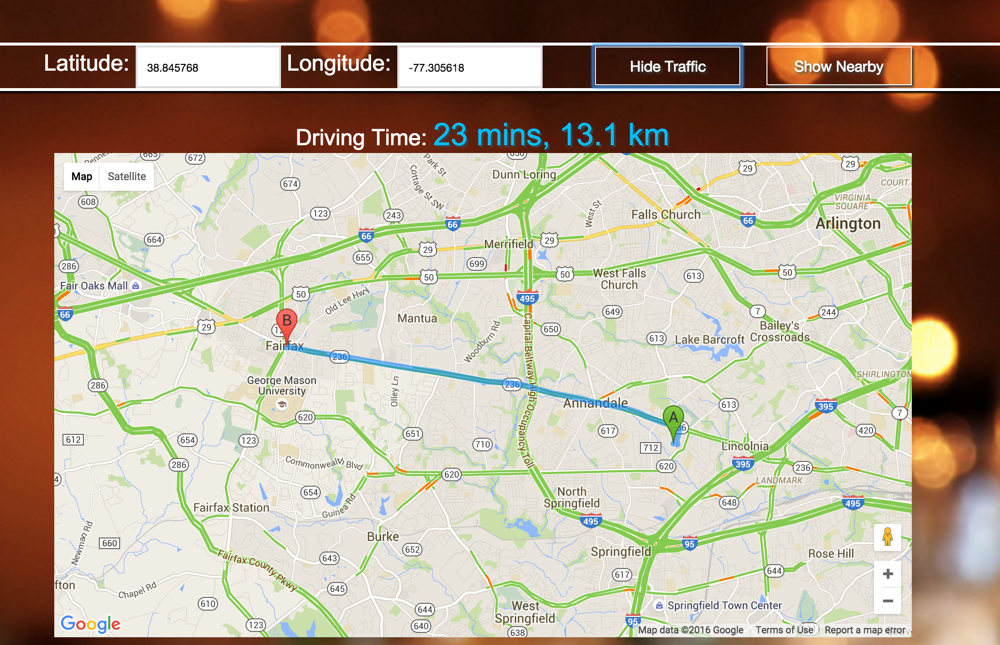 Latitude: 38.845768 Longitude: -77.305618 Hide Traffic Show Nearby
Driving Time: 23 mins, 13.1 km
Map Satellite
665
672
Park St
Dunn Loring
29
29
COURT
674
Cottage St SW
VIRGINIA
SQUARE
608
123
243
West St
Falls Church
66
66
66
Arlington
664
29
Merrifield
29
655
699
286
50
50
West Falls
Church
613
50
Fair Oaks Mall
50
Old Lee Hwy
495
66
B
649
7
244
29
Mantua
Woodburn Rd
650
613
Lake Barcroft
Bailey's
Crossroads
Fairfax
236
Capital Beltway High Occupancy Toll
SHIRLINGTON
George Mason
University
286
Olley Ln
236
Annandale
613
395
7
620
A
612
654
123
651
710
617
712
420
Lincolnia
286
Commonwealth Blvd
620
620
395
236
LANDMARK
654
Guinea Rd
North
Springfield
648
495
Fairfax Station
495
Newman Rd
660
Burke
652
Springfield
95
Rose Hill
Fairfax County Pkwy
643
617
644
fton
Chapel Rd
645
610
644
West
Springfield
Springfield Town Center
Google
123
640
638
95
Map data ©2016 Google Terms of Use Report a map error